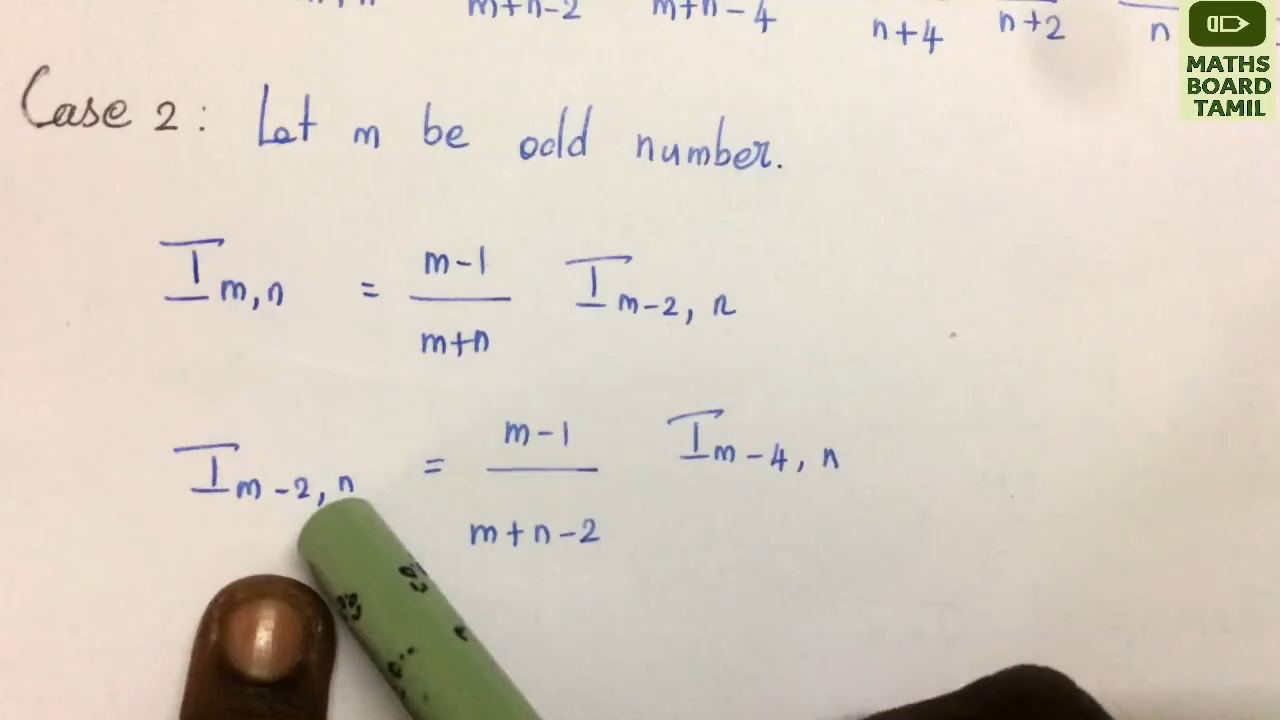 m+n-2 m+n-4 n+4 n+2 n
MATHS
BOARD
TAMIL
Case 2: Let m be odd number.
I m,n = m-1 / m+n I m-2, n
I m-2, n = m-1 / m+n-2 I m-4, n